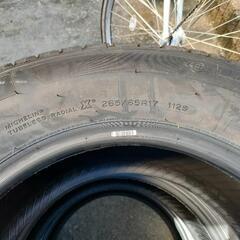 MICHELIN®
TUBELESS RADIAL X® 265/65R17 112S